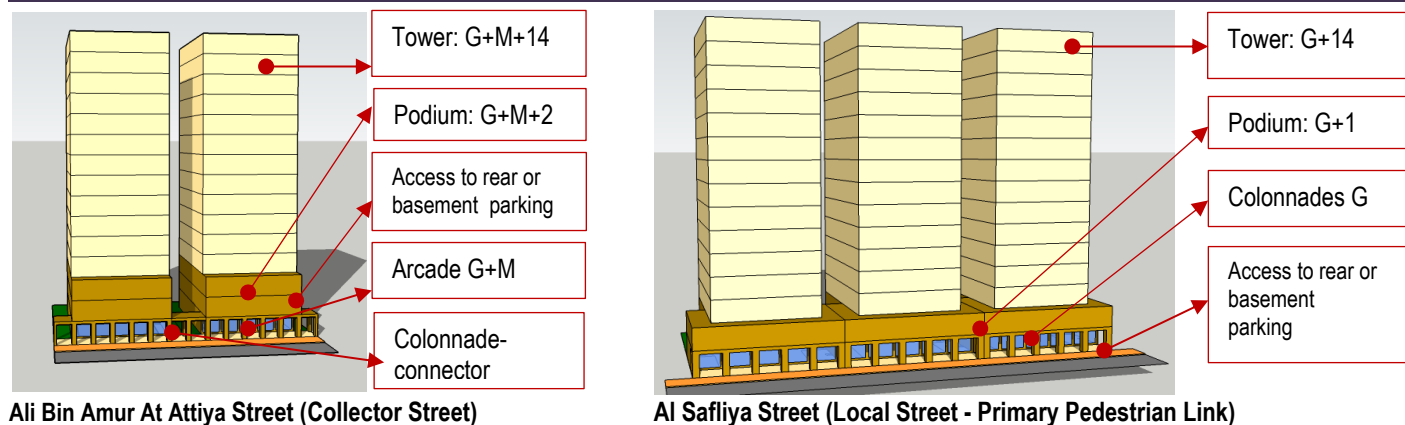 Tower: G+M+14
Podium: G+M+2
Access to rear or
basement parking
Arcade G+M
Colonnade-
connector
Ali Bin Amur At Attiya Street (Collector Street)
Tower: G+14
Podium: G+1
Colonnades G
Access to rear or
basement
parking
Al Safliya Street (Local Street - Primary Pedestrian Link)